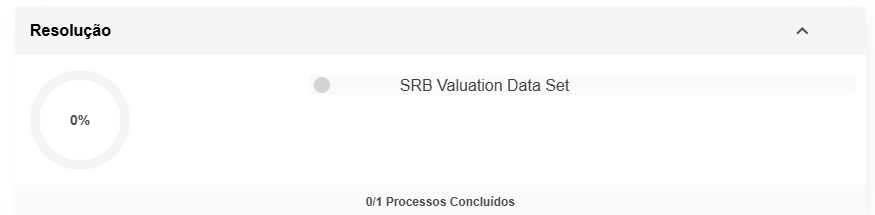 Resolução
0%
SRB Valuation Data Set
0/1 Processos Concluídos